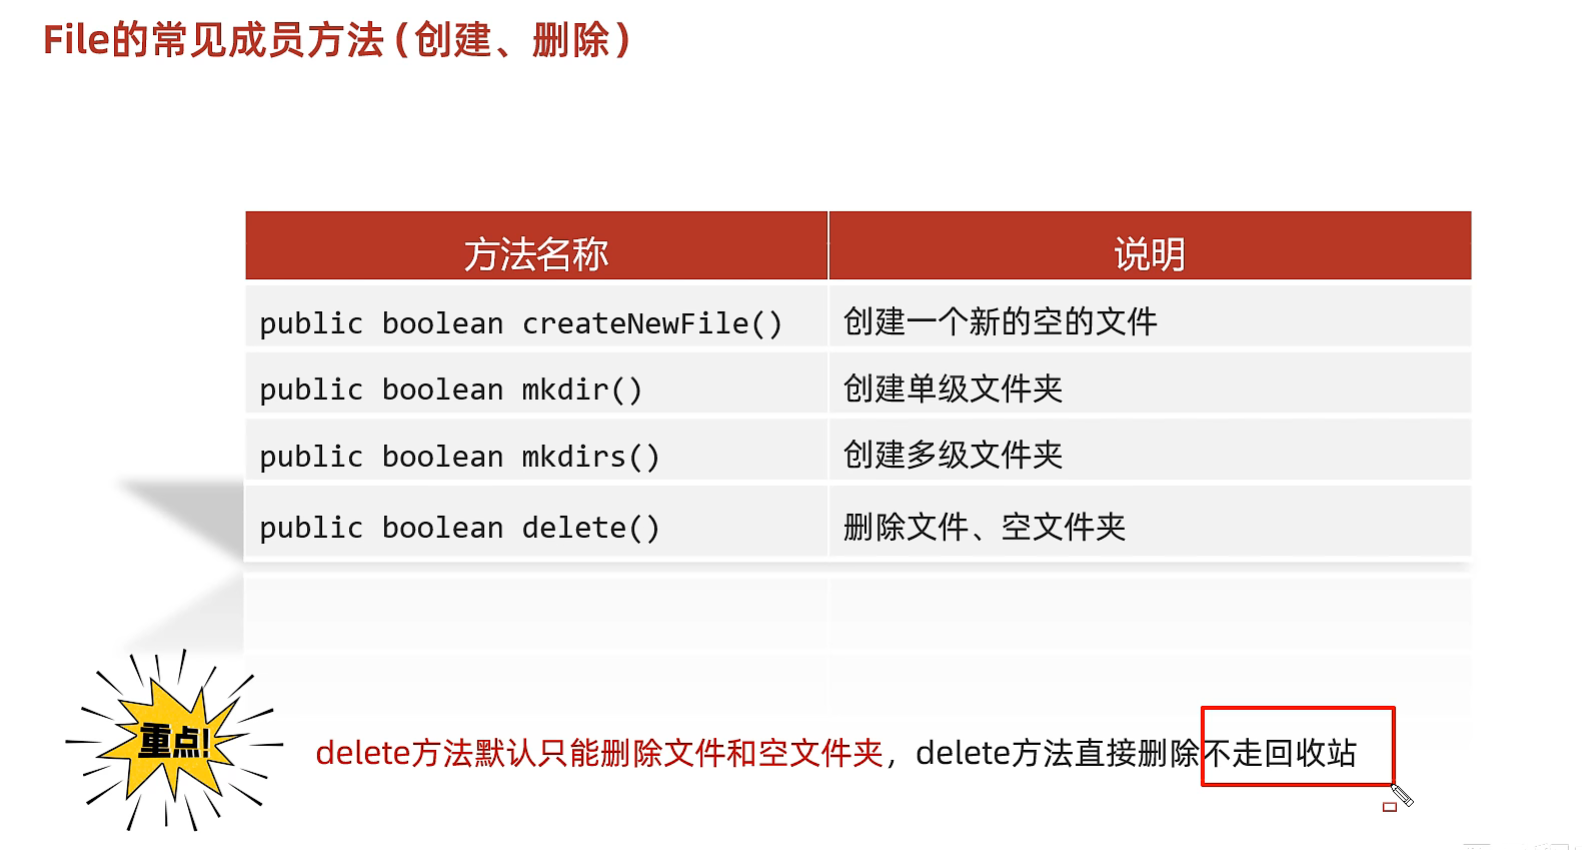 File的常见成员方法(创建、删除)
方法名称 说明
public boolean createNewFile() 创建一个新的空的文件
public boolean mkdir() 创建单级文件夹
public boolean mkdirs() 创建多级文件夹
public boolean delete() 删除文件、空文件夹
重点!
delete方法默认只能删除文件和空文件夹，delete方法直接删除不走回收站